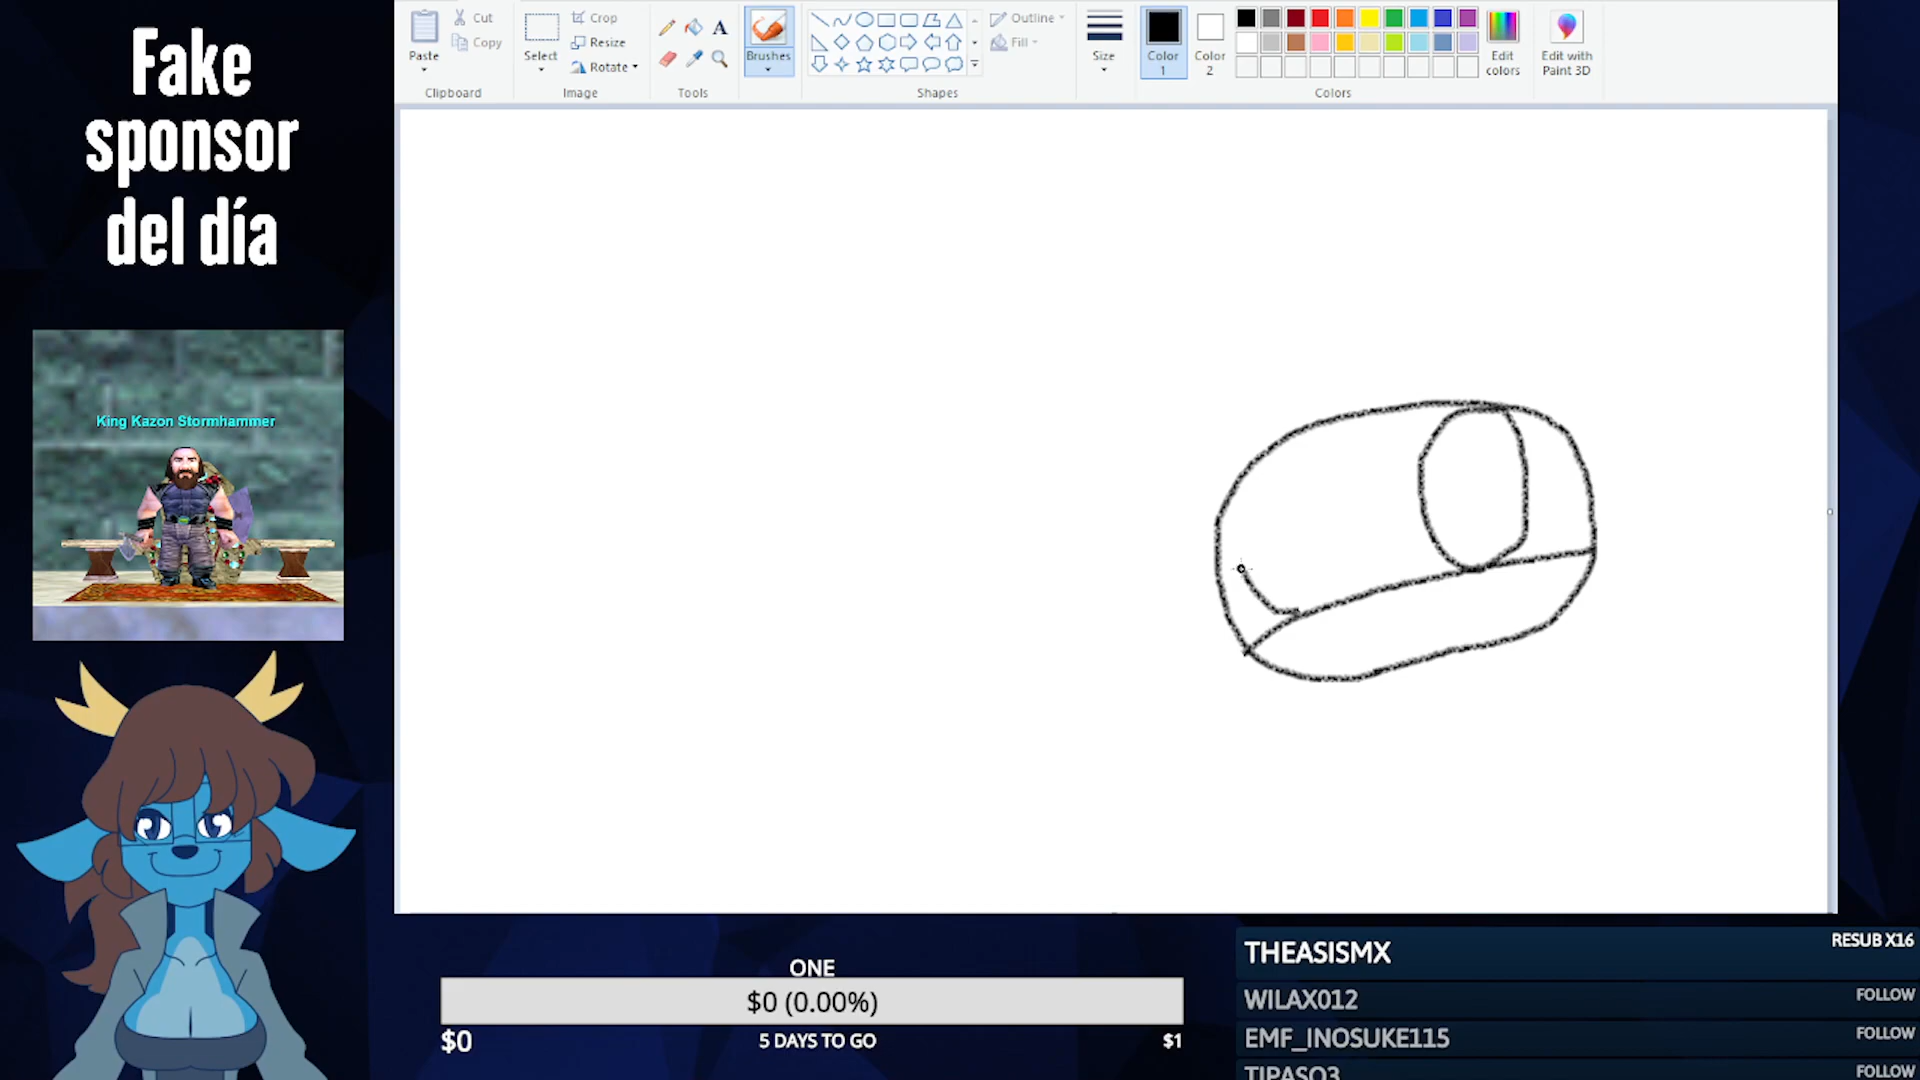 Fake
sponsor
del día
King Kazon Stormhammer
Paste
Cut
Copy
Clipboard
Select
Crop
Resize
Rotate
Image
A
Tools
Brushes
Shapes
Outline
Fill
Size
Color
1
Color
2
Colors
Edit
colors
Edit with
Paint 3D
ONE
$0 (0.00%)
$0
5 DAYS TO GO
$1
THEASISMX
RESUB X16
WILAX012
FOLLOW
EMF_INOSUKE115
FOLLOW
TIPASO3
FOLLOW